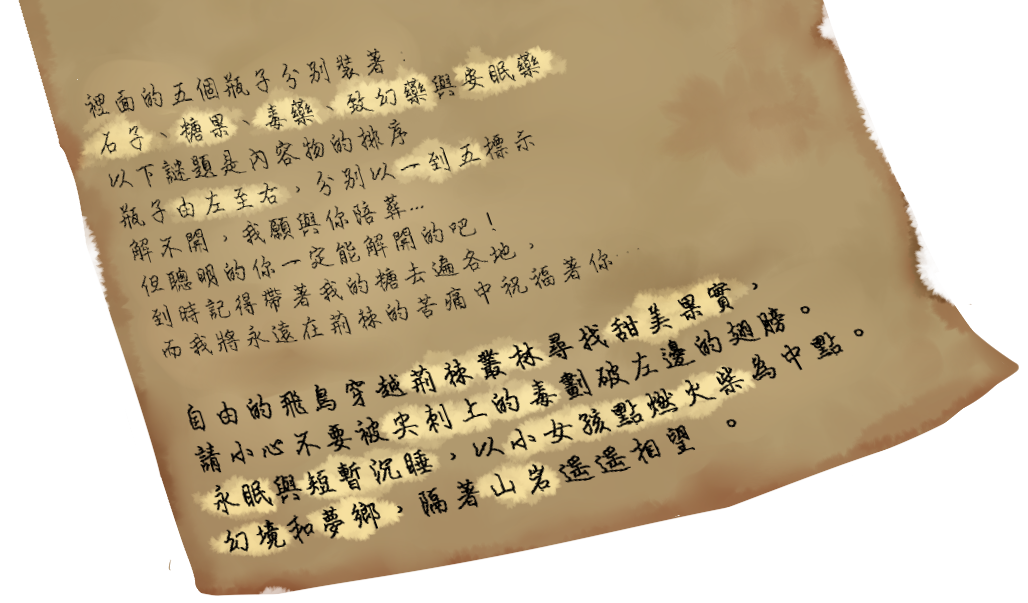 裡面的五個瓶子分別裝著：
石子、糖果、毒藥、致幻藥與安眠藥
以下謎題是內容物的排序
瓶子由左至右，分別以一到五標示
解不開，我願與你陪葬…
但聰明的你一定能解開的吧！
到時記得帶著我的糖去遍各地，
而我將永遠在荊棘的苦痛中祝福著你……
自由的飛鳥穿越荊棘叢林尋找甜美果實，
請小心不要被尖刺上的毒劃破左邊的翅膀。
永眠與短暫沉睡，以小女孩點燃火柴為中點。
幻境和夢鄉，隔著山岩遙遙相望。